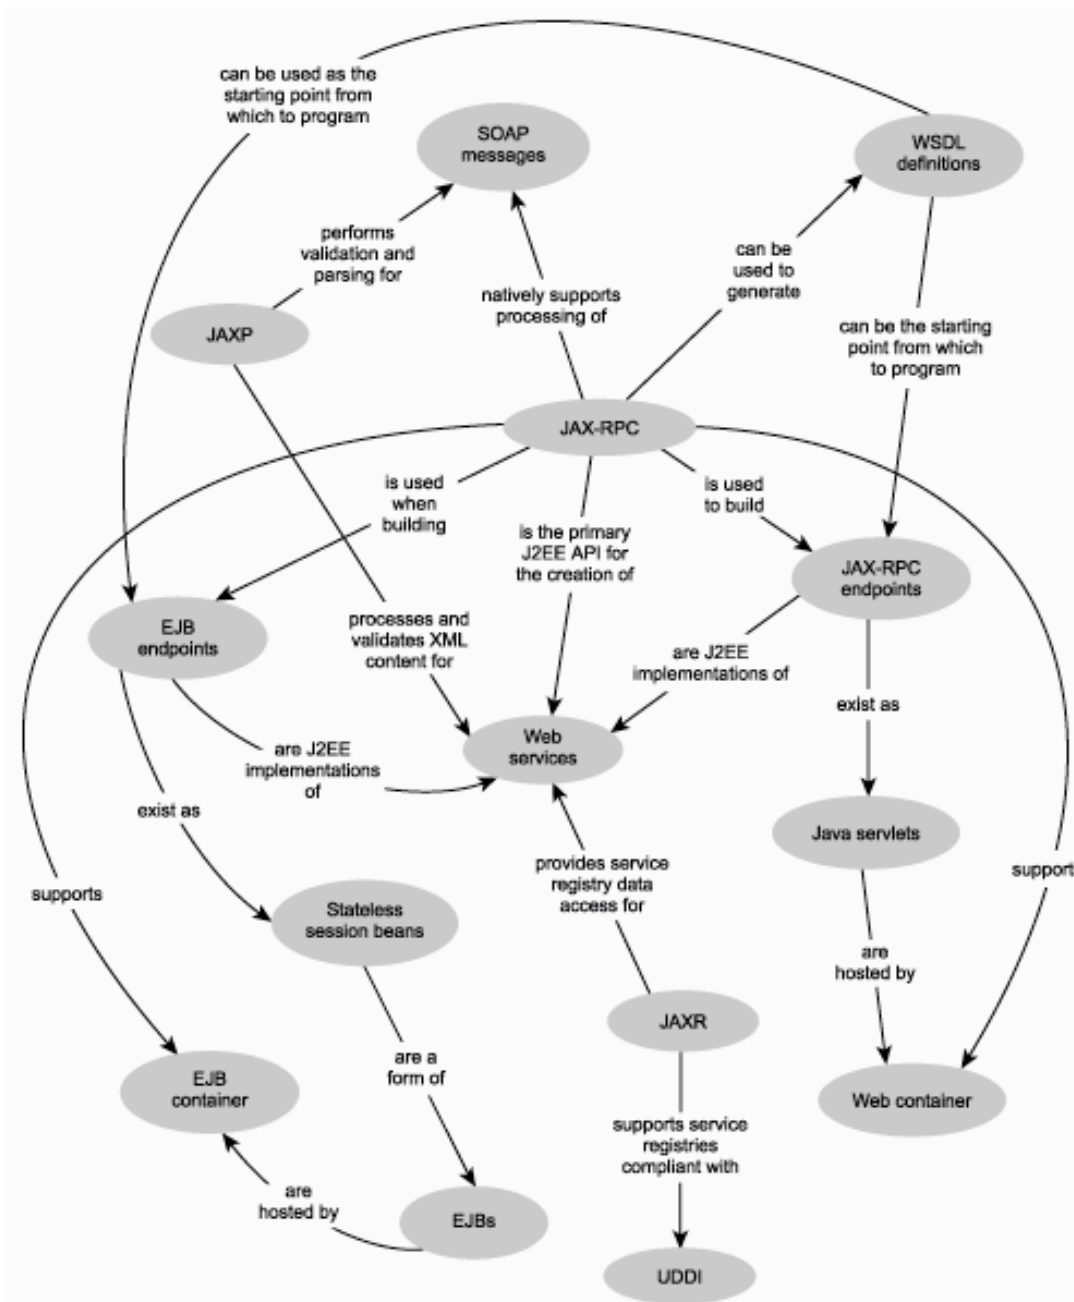 can be used as the
starting point from
which to program
SOAP
messages
WSDL
definitions
performs
validation and
parsing for
can be
used to
generate
natively supports
processing of
JAXP
can be the starting
point from which
to program
JAX-RPC
is used
when
building
is used
to build
is the primary
J2EE API for
the creation of
JAX-RPC
endpoints
EJB
endpoints
processes and
validates XML
content for
are J2EE
implementations of
exist as
Web
services
are J2EE
implementations
of
exist as
Java servlets
provides service
registry data
access for
support
supports
Stateless
session beans
are
hosted by
JAXR
are a
form of
EJB
container
Web container
supports service
registries
compliant with
are
hosted by
EJBs
UDDI